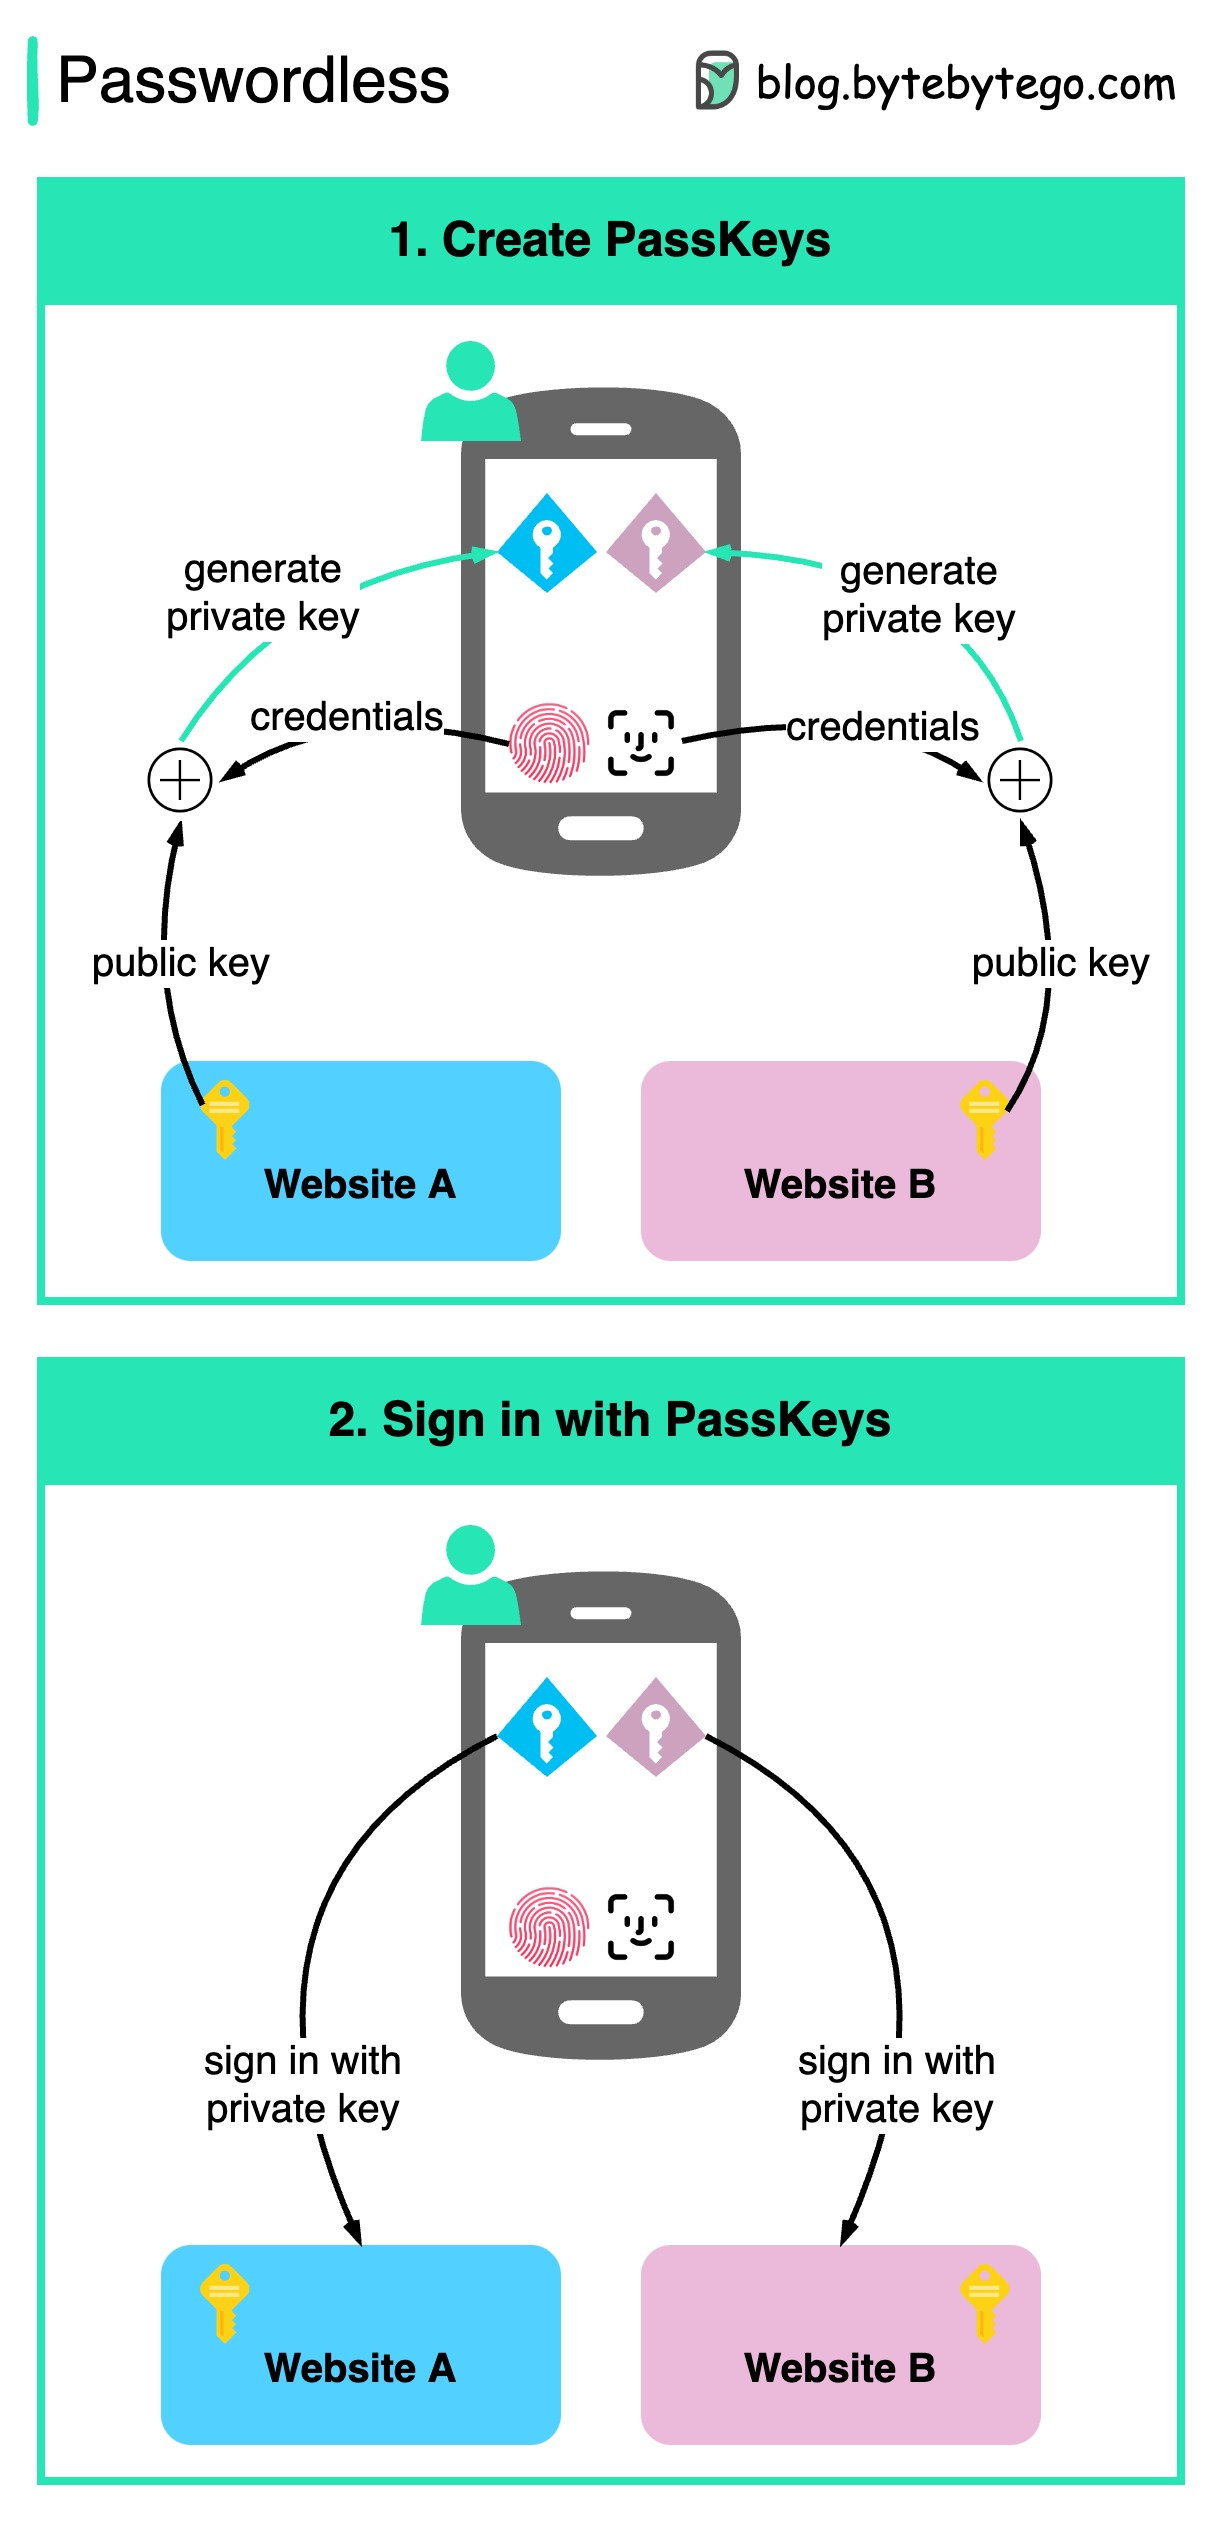 Passwordless
blog.bytebytego.com
1. Create PassKeys
generate
private key
generate
private key
credentials
credentials
public key
public key
Website A
Website B
2. Sign in with PassKeys
sign in with
private key
sign in with
private key
Website A
Website B